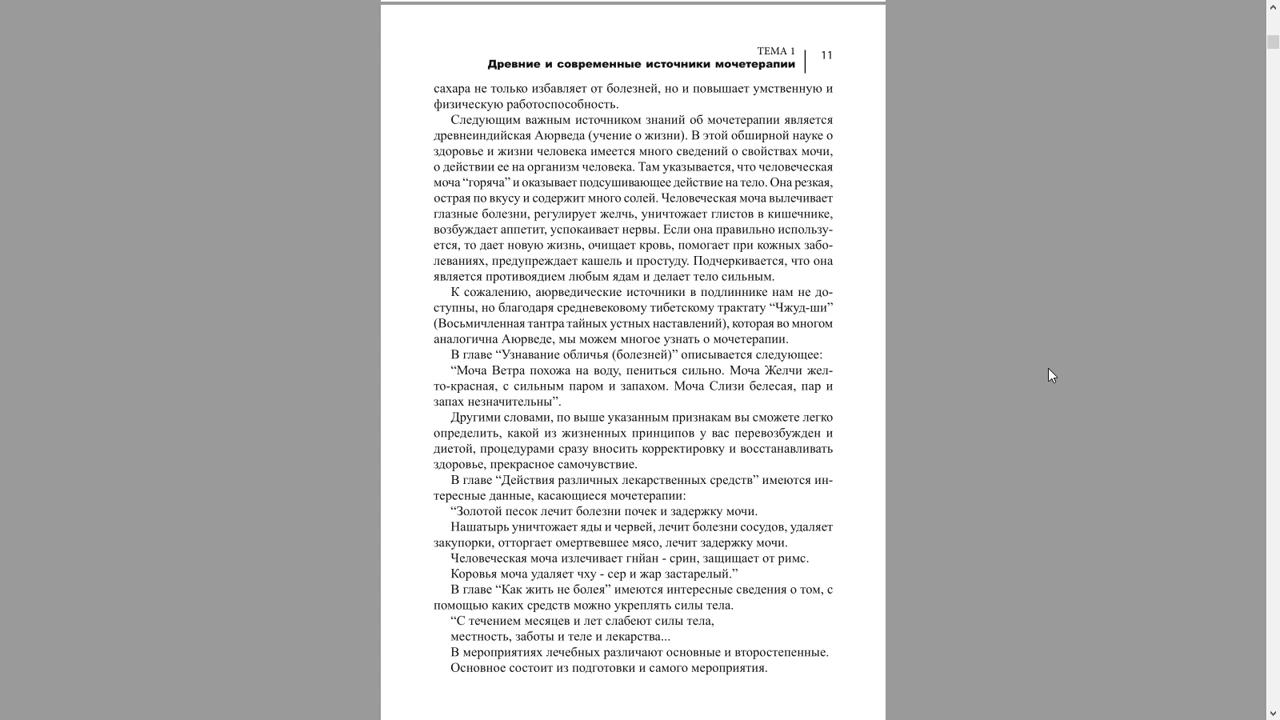 ТЕМА 1
11
Древние и современные источники мочетерапии
сахара не только избавляет от болезней, но и повышает умственную и
физическую работоспособность.
Следующим важным источником знаний об мочетерапии является
древнеиндийская Аюрведа (учение о жизни). В этой обширной науке о
здоровье и жизни человека имеется много сведений о свойствах мочи,
о действии ее на организм человека. Там указывается, что человеческая
моча “горяча” и оказывает подсушивающее действие на тело. Она резкая,
острая по вкусу и содержит много солей. Человеческая моча вылечивает
глазные болезни, регулирует желчь, уничтожает глистов в кишечнике,
возбуждает аппетит, успокаивает нервы. Если она правильно использу-
ется, то дает новую жизнь, очищает кровь, помогает при кожных забо-
леваниях, предупреждает кашель и простуду. Подчеркивается, что она
является противоядием любым ядам и делает тело сильным.
К сожалению, аюрведические источники в подлиннике нам не до-
ступны, но благодаря средневековому тибетскому трактату “Чжуд-ши”
(Восьмичленная тантра тайных устных наставлений), которая во многом
аналогична Аюрведе, мы можем многое узнать о мочетерапии.
В главе “Узнавание обличья (болезней)” описывается следующее:
“Моча Ветра похожа на воду, пениться сильно. Моча Желчи жел-
то-красная, с сильным паром и запахом. Моча Слизи белесая, пар и
запах незначительны”.
Другими словами, по выше указанным признакам вы сможете легко
определить, какой из жизненных принципов у вас перевозбужден и
диетой, процедурами сразу вносить корректировку и восстанавливать
здоровье, прекрасное самочувствие.
В главе “Действия различных лекарственных средств” имеются ин-
тересные данные, касающиеся мочетерапии:
“Золотой песок лечит болезни почек и задержку мочи.
Нашатырь уничтожает яды и червей, лечит болезни сосудов, удаляет
закупорки, отторгает омертвевшее мясо, лечит задержку мочи.
Человеческая моча излечивает гнйан - срин, защищает от римс.
Коровья моча удаляет чху - сер и жар застарелый.”
В главе “Как жить не болея” имеются интересные сведения о том, с
помощью каких средств можно укреплять силы тела.
“С течением месяцев и лет слабеют силы тела,
местность, заботы и теле и лекарства...
В мероприятиях лечебных различают основные и второстепенные.
Основное состоит из подготовки и самого мероприятия.